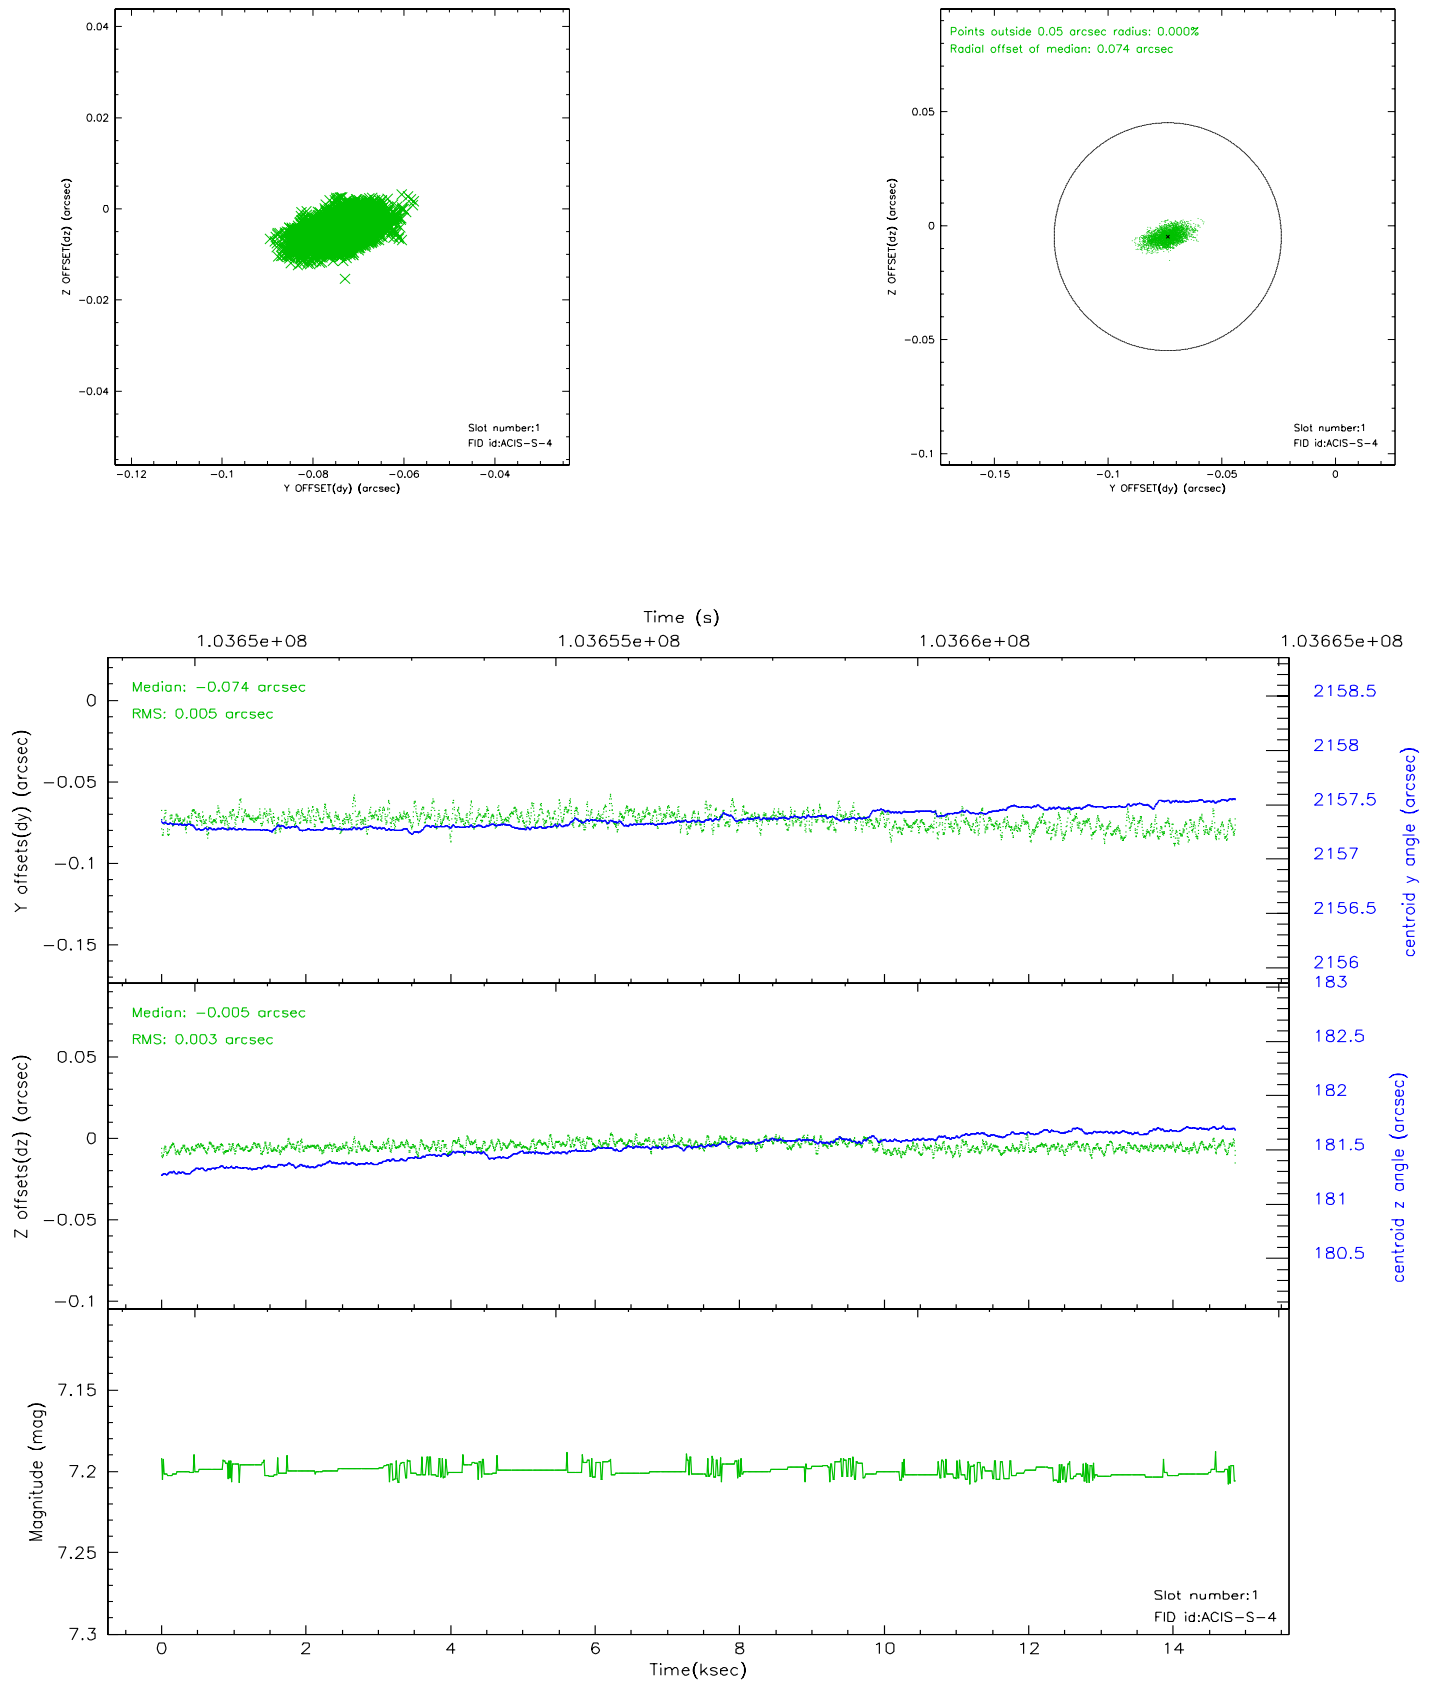 0.04
0.02
0
−0.02
−0.04
Z OFFSET(dz) (arcsec)
Slot number:1
FID id:ACIS−S−4
−0.12
−0.1
−0.08
−0.06
−0.04
Y OFFSET(dy) (arcsec)
Points outside 0.05 arcsec radius: 0.000%
Radial offset of median: 0.074 arcsec
0.05
0
−0.05
−0.1
Z OFFSET(dz) (arcsec)
Slot number:1
FID id:ACIS−S−4
−0.15
−0.1
−0.05
0
Y OFFSET(dy) (arcsec)
Time (s)
1.0365e+08
1.03655e+08
1.0366e+08
1.03665e+08
Median: −0.074 arcsec
RMS: 0.005 arcsec
0
−0.05
−0.1
−0.15
Y offsets(dy) (arcsec)
2158.5
2158
2157.5
2157
2156.5
2156
centroid y angle (arcsec)
Median: −0.005 arcsec
RMS: 0.003 arcsec
0.05
0
−0.05
−0.1
Z offsets(dz) (arcsec)
183
182.5
182
181.5
181
180.5
centroid z angle (arcsec)
7.15
7.2
7.25
7.3
Magnitude (mag)
Slot number:1
FID id:ACIS−S−4
0
2
4
6
8
10
12
14
Time(ksec)